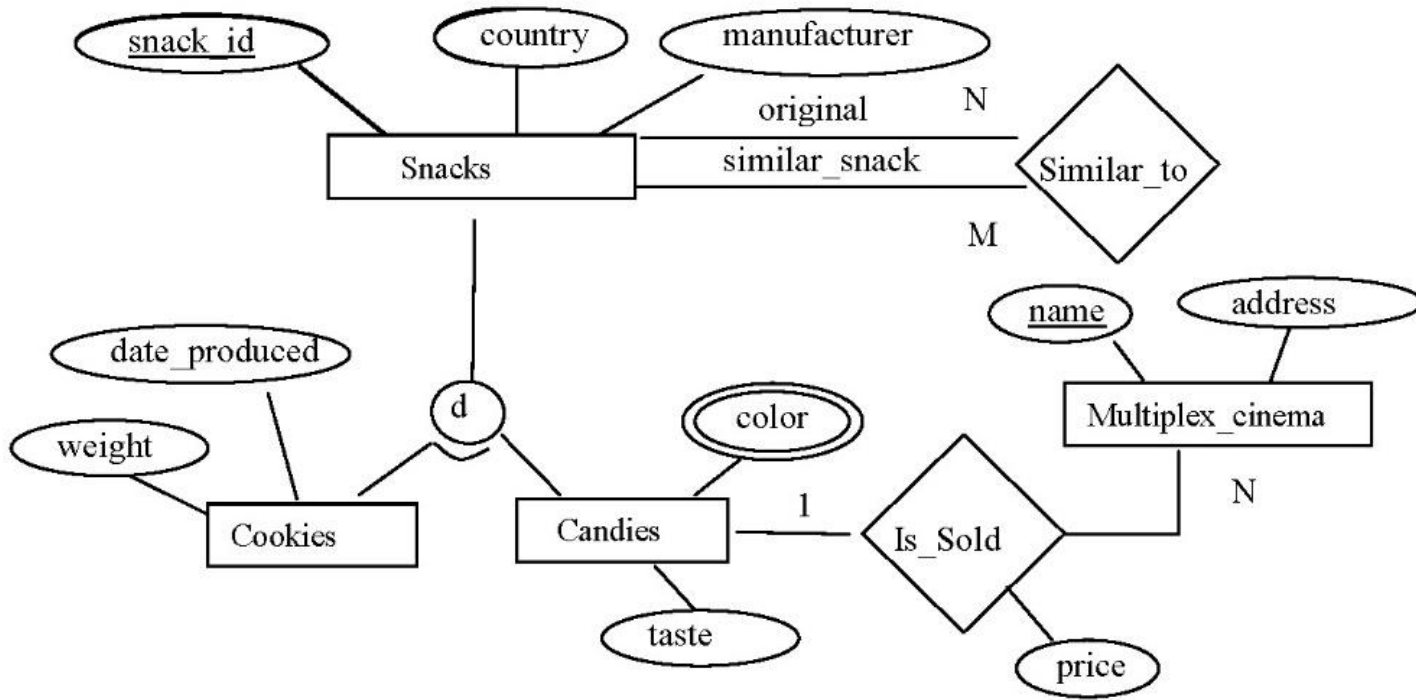 snack_id
country
manufacturer
original
N
similar_snack
Snacks
Similar_to
M
name
address
date_produced
d
color
Multiplex_cinema
weight
1
N
Cookies
Candies
Is_Sold
taste
price